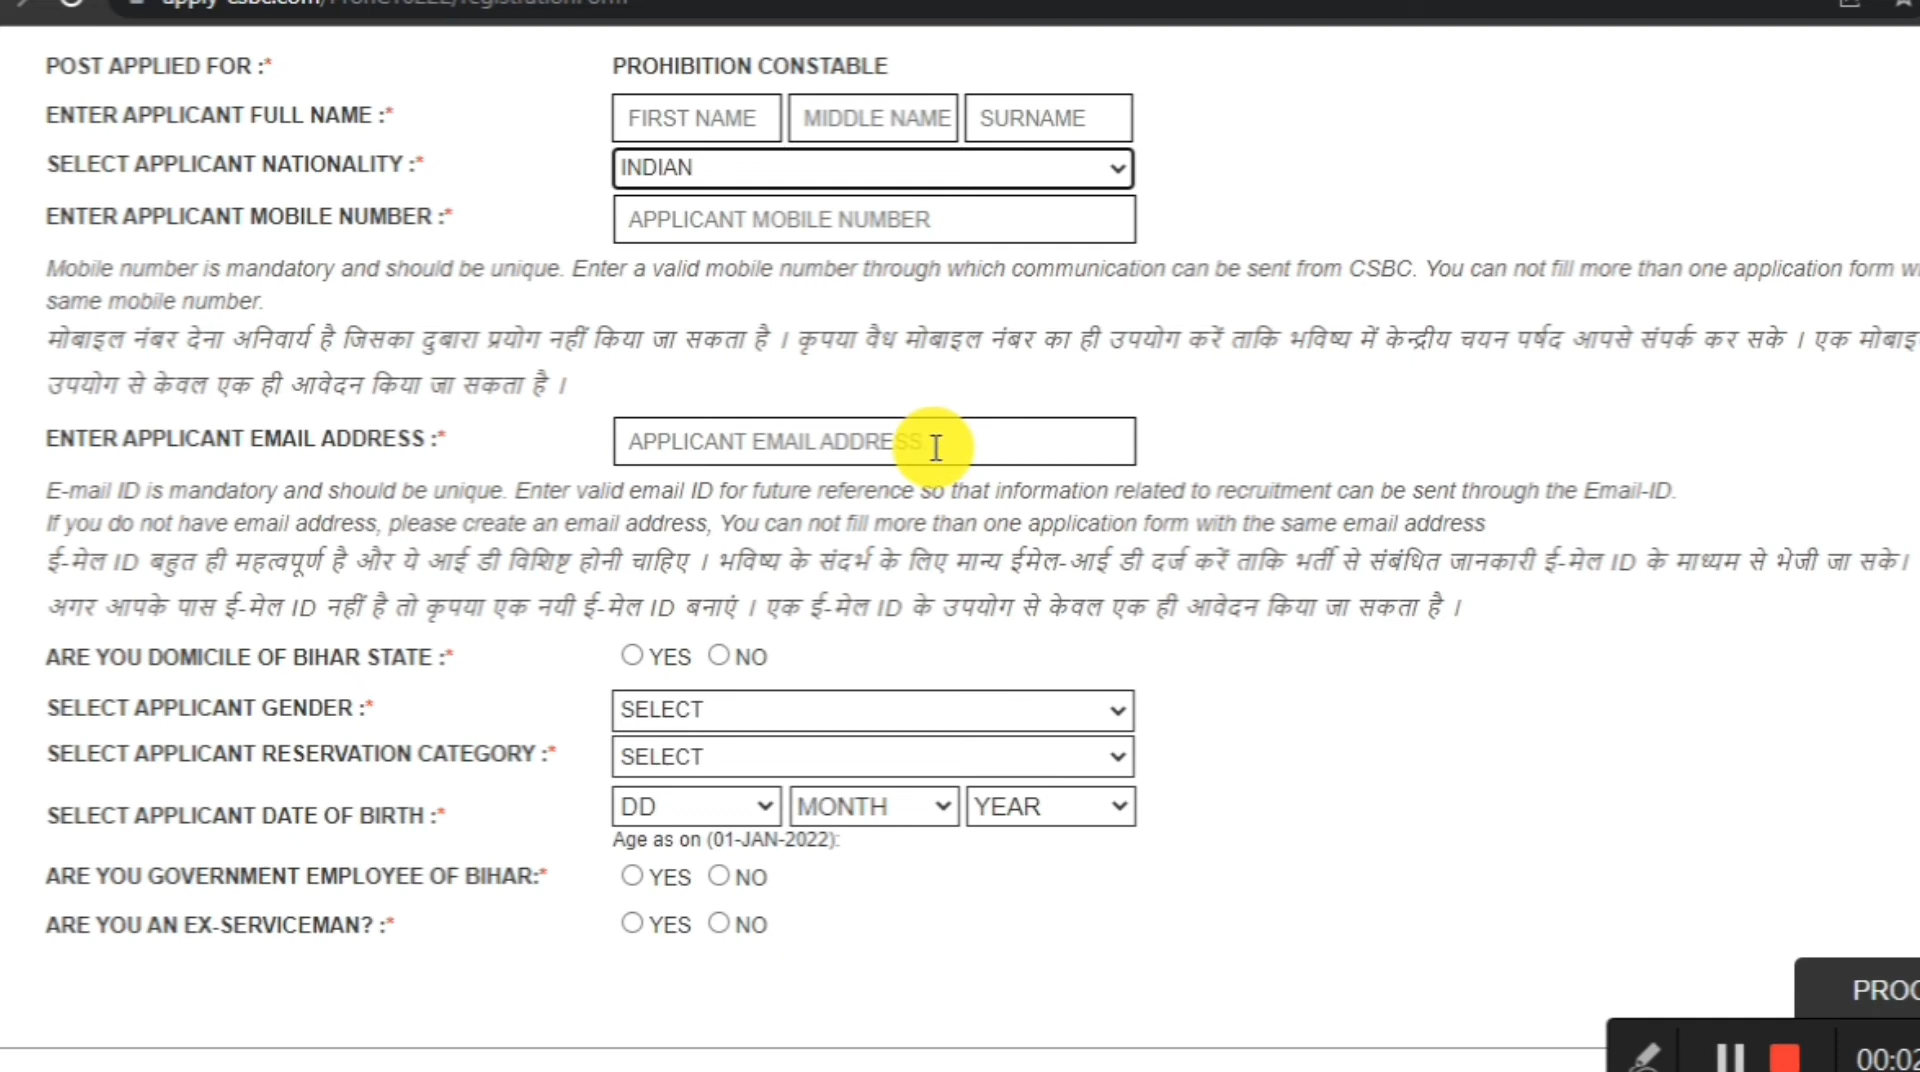 POST APPLIED FOR :* PROHIBITION CONSTABLE
ENTER APPLICANT FULL NAME :* FIRST NAME MIDDLE NAME SURNAME
SELECT APPLICANT NATIONALITY :* INDIAN
ENTER APPLICANT MOBILE NUMBER :* APPLICANT MOBILE NUMBER
Mobile number is mandatory and should be unique. Enter a valid mobile number through which communication can be sent from CSBC. You can not fill more than one application form
same mobile number.
मोबाइल नंबर देना अनिवार्य है जिसका दुबारा प्रयोग नहीं किया जा सकता है । कृपया वैध मोबाइल नंबर का ही उपयोग करें ताकि भविष्य में केन्द्रीय चयन पर्षद आपसे संपर्क कर सके । एक
उपयोग से केवल एक ही आवेदन किया जा सकता है ।
ENTER APPLICANT EMAIL ADDRESS :* APPLICANT EMAIL ADDRESS
E-mail ID is mandatory and should be unique. Enter valid email ID for future reference so that information related to recruitment can be sent through the Email-ID.
If you do not have email address, please create an email address, You can not fill more than one application form with the same email address
ई-मेल ID बहुत ही महत्वपूर्ण है और ये आई डी विशिष्ट होनी चाहिए । भविष्य के संदर्भ के लिए मान्य ईमेल-आई डी दर्ज करें ताकि भर्ती से संबंधित जानकारी ई-मेल ID के माध्यम से भेजी जा सके।
अगर आपके पास ई-मेल ID नहीं है तो कृपया एक नयी ई-मेल ID बनाएं । एक ई-मेल ID के उपयोग से केवल एक ही आवेदन किया जा सकता है ।
ARE YOU DOMICILE OF BIHAR STATE :* YES NO
SELECT APPLICANT GENDER :* SELECT
SELECT APPLICANT RESERVATION CATEGORY :* SELECT
SELECT APPLICANT DATE OF BIRTH :* DD MONTH YEAR
Age as on (01-JAN-2022):
ARE YOU GOVERNMENT EMPLOYEE OF BIHAR:* YES NO
ARE YOU AN EX-SERVICEMAN? :* YES NO